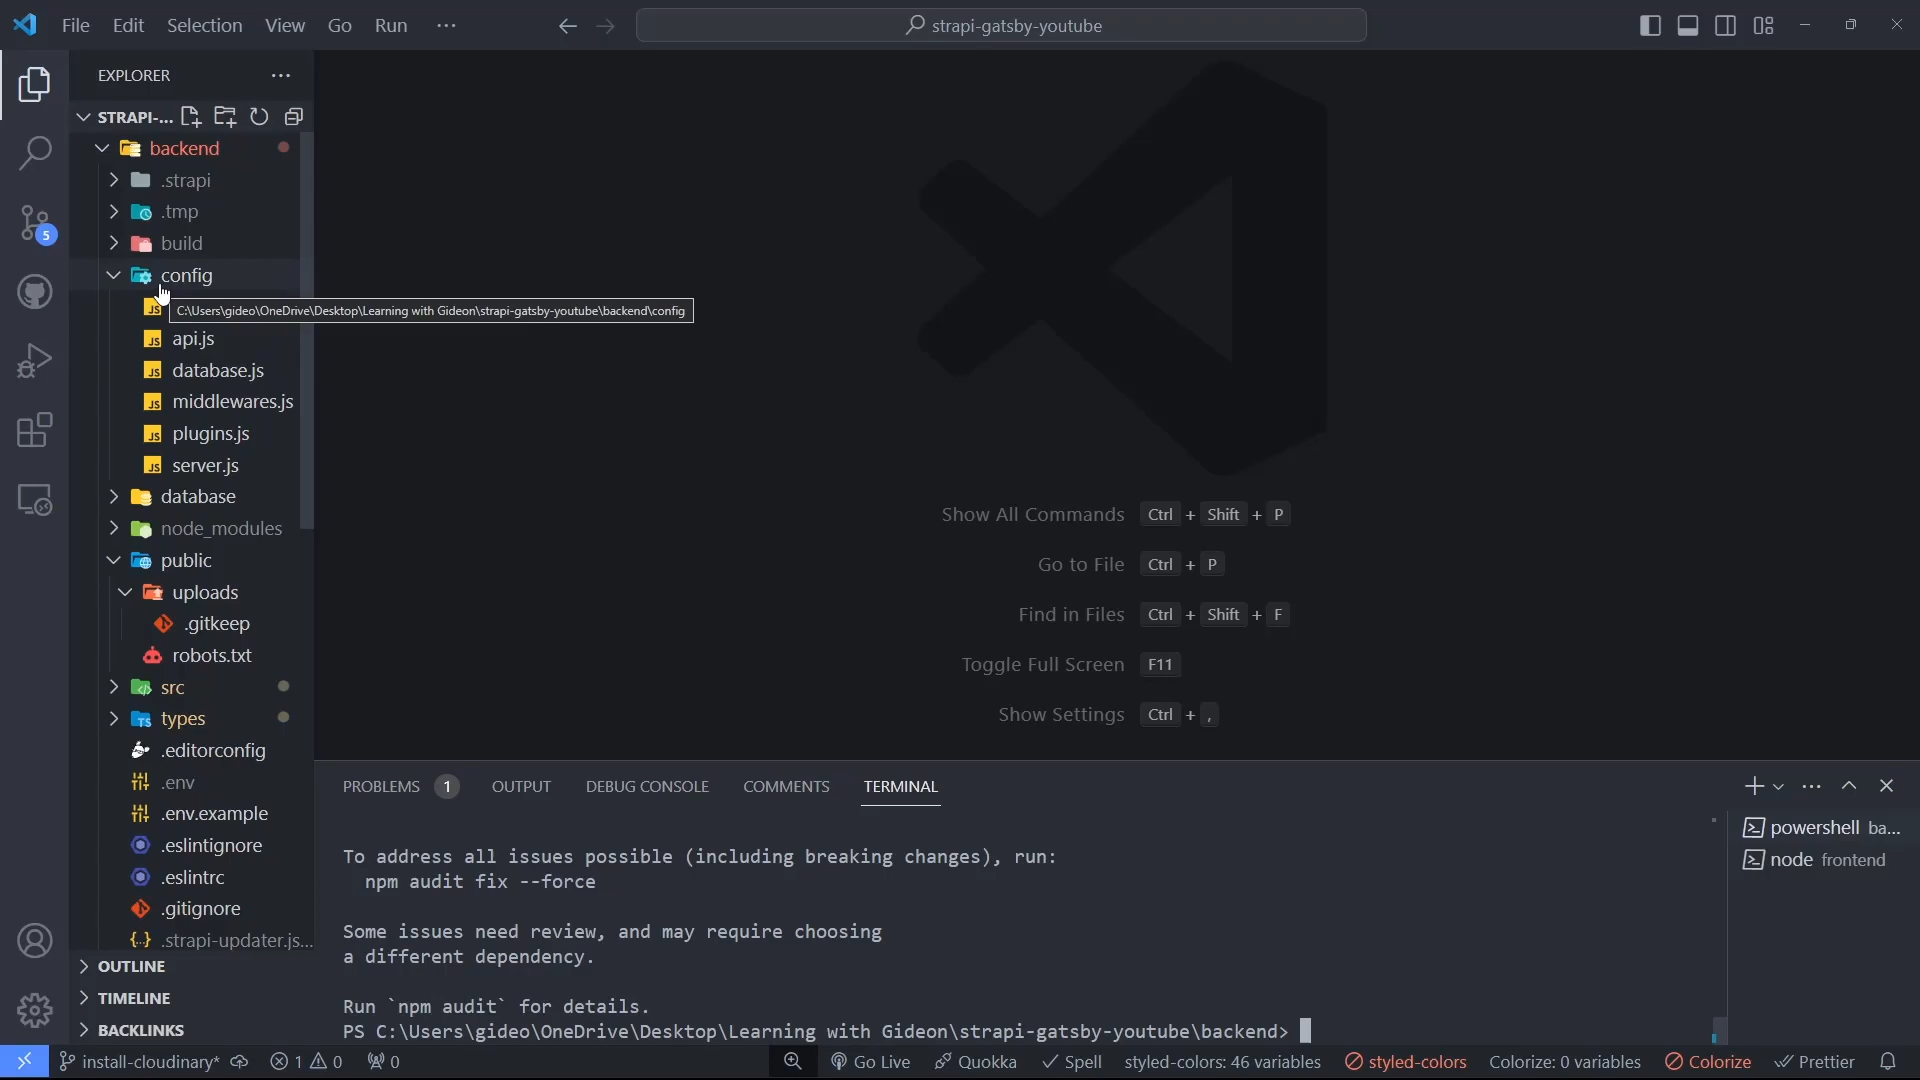 File Edit Selection View Go Run ···
strapi-gatsby-youtube
EXPLORER
STRAPI-...
backend
.strapi
.tmp
build
config
C:\Users\gideo\OneDrive\Desktop\Learning with Gideon\strapi-gatsby-youtube\backend\config
JS
JS api.js
JS database.js
JS middlewares.js
JS plugins.js
JS server.js
database
node_modules
public
uploads
.gitkeep
robots.txt
src
TS types
.editorconfig
.env
.env.example
.eslintignore
.eslintrc
.gitignore
{..} .strapi-updater.js...
OUTLINE
TIMELINE
BACKLINKS
5
Show All Commands Ctrl + Shift + P
Go to File Ctrl + P
Find in Files Ctrl + Shift + F
Toggle Full Screen F11
Show Settings Ctrl + ,
PROBLEMS 1 OUTPUT DEBUG CONSOLE COMMENTS TERMINAL
To address all issues possible (including breaking changes), run:
npm audit fix --force
Some issues need review, and may require choosing
a different dependency.
Run `npm audit` for details.
PS C:\Users\gideo\OneDrive\Desktop\Learning with Gideon\strapi-gatsby-youtube\backend>
powershell ba...
node frontend
install-cloudinary* 1 0 0 Go Live Quokka Spell styled-colors: 46 variables styled-colors Colorize: 0 variables Colorize Prettier